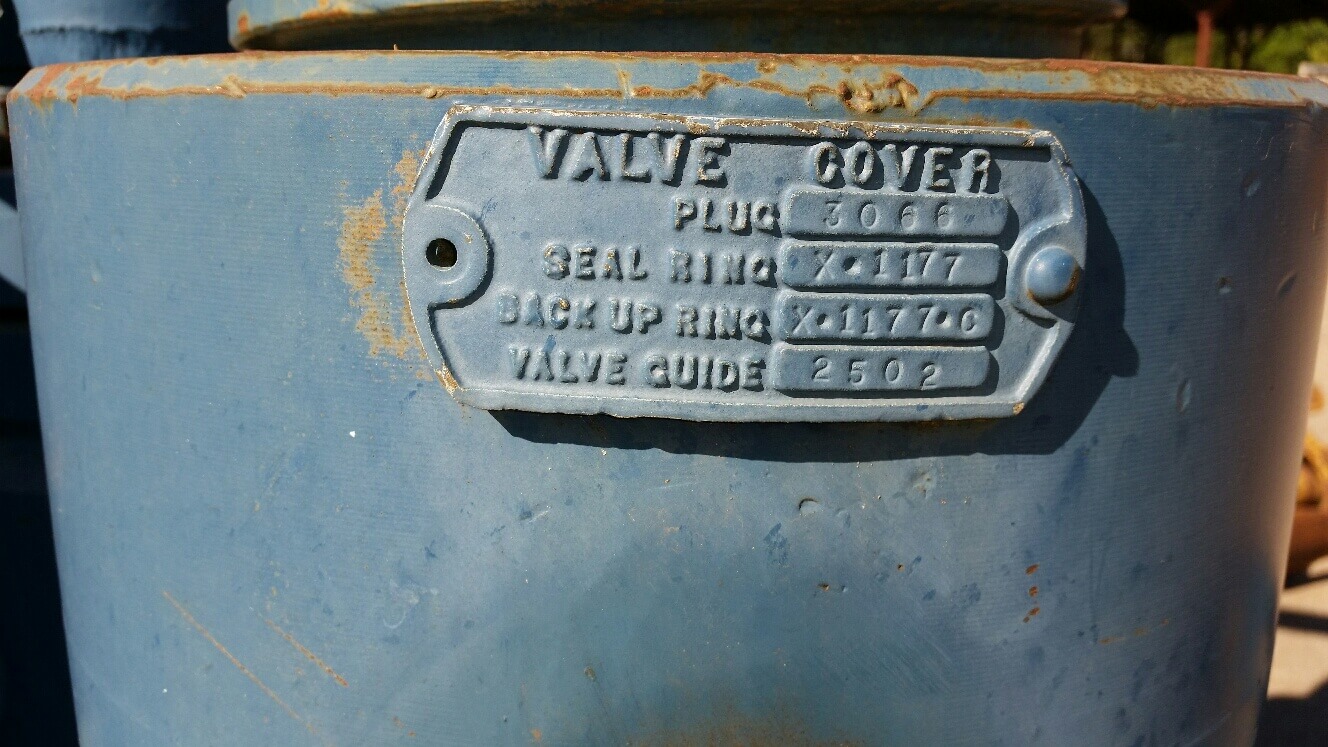 VALVE COVER
PLUG 3066
SEAL RING X·1177
BACK UP RING X·1177·C
VALVE GUIDE 2502